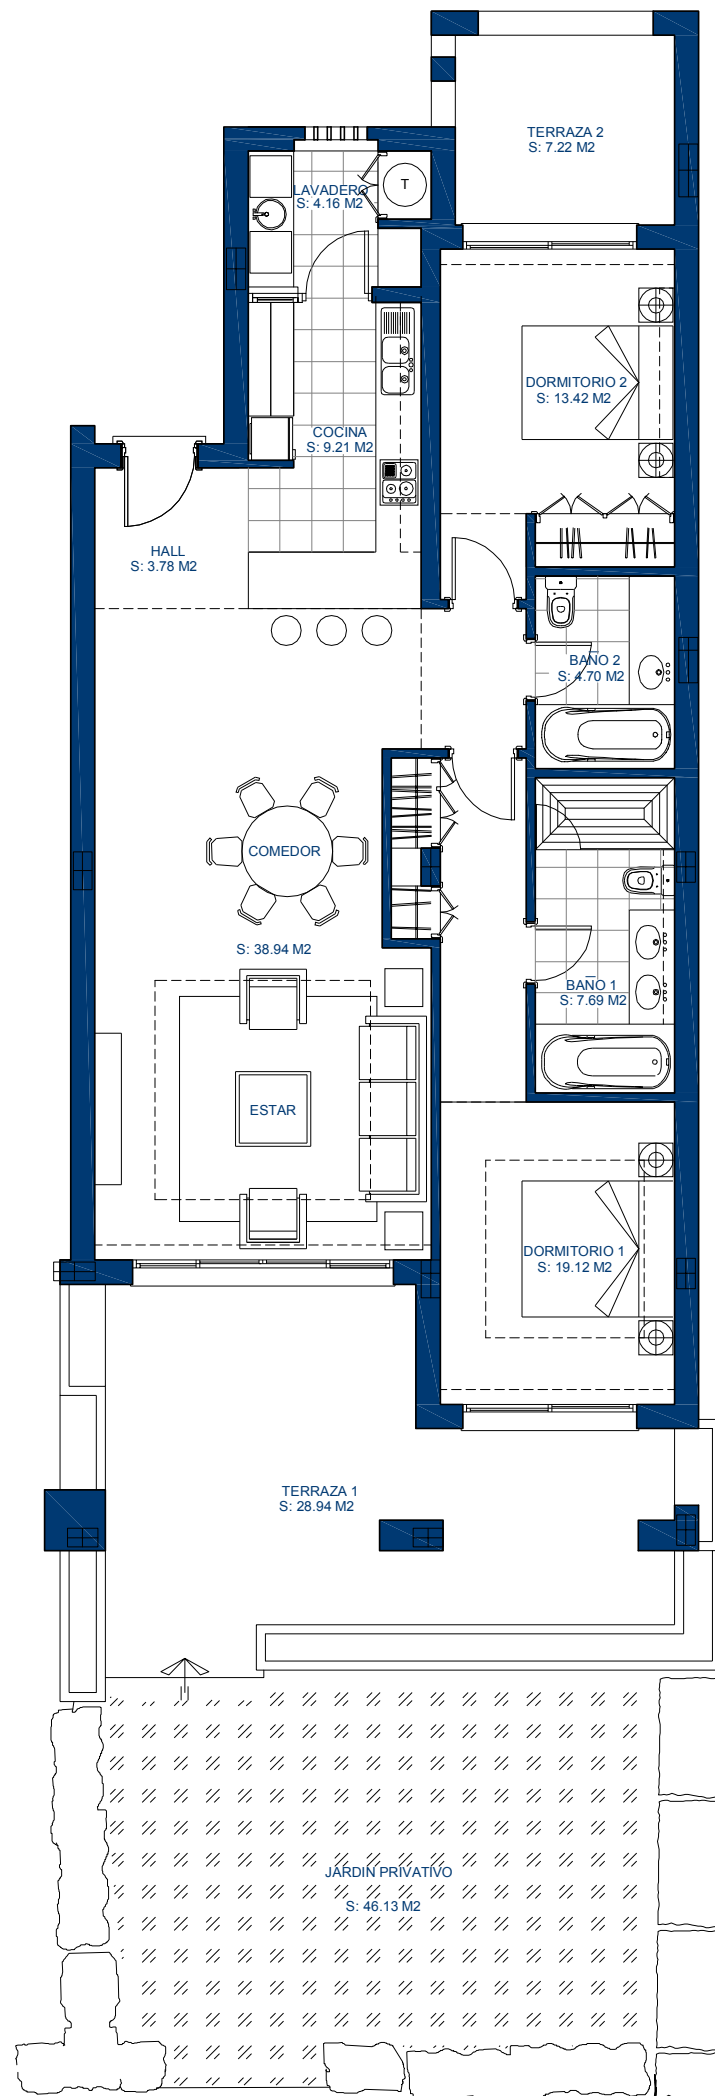 TERRAZA 2
S: 7.22 M2
LAVADERO
S: 4.16 M2
T
DORMITORIO 2
S: 13.42 M2
COCINA
S: 9.21 M2
HALL
S: 3.78 M2
BAÑO 2
S: 4.70 M2
COMEDOR
S: 38.94 M2
BAÑO 1
S: 7.69 M2
ESTAR
DORMITORIO 1
S: 19.12 M2
TERRAZA 1
S: 28.94 M2
JARDIN PRIVATIVO
S: 46.13 M2